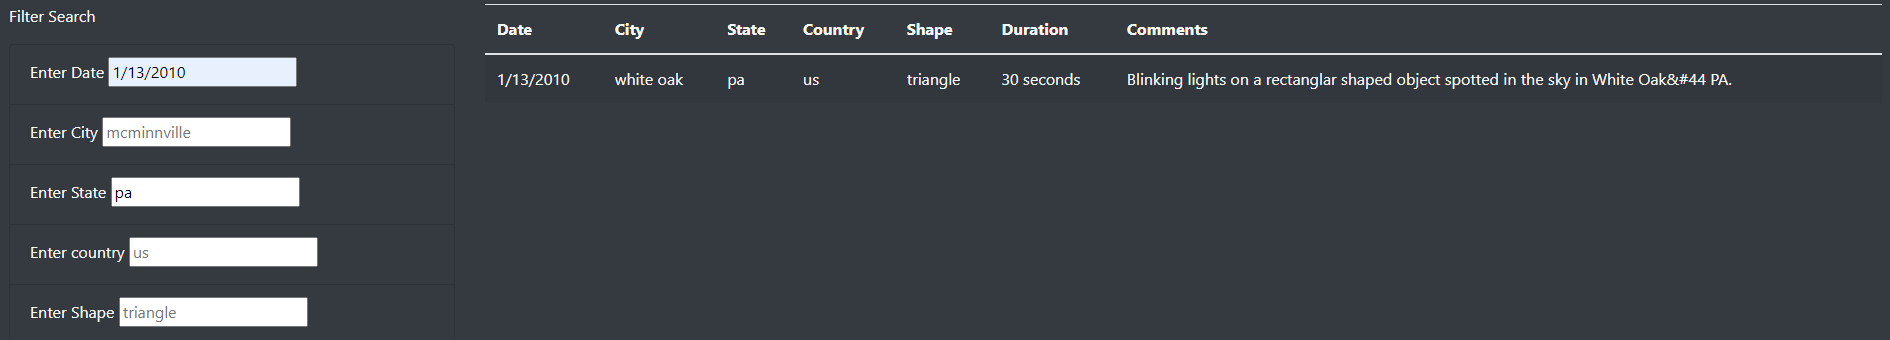 Filter Search
Enter Date 1/13/2010
Enter City mcminnville
Enter State pa
Enter country us
Enter Shape triangle
Date City State Country Shape Duration Comments
1/13/2010 white oak pa us triangle 30 seconds Blinking lights on a rectanglar shaped object spotted in the sky in White Oak&#44 PA.